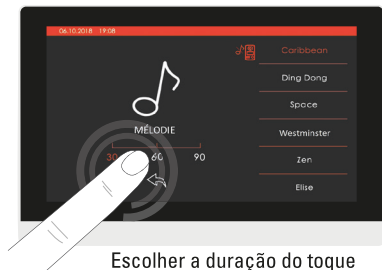 06.10.2018 19:08
Caribbean
Ding Dong
Space
MÉLODIE
Westminster
30 60 90
Zen
Elise
Escolher a duração do toque